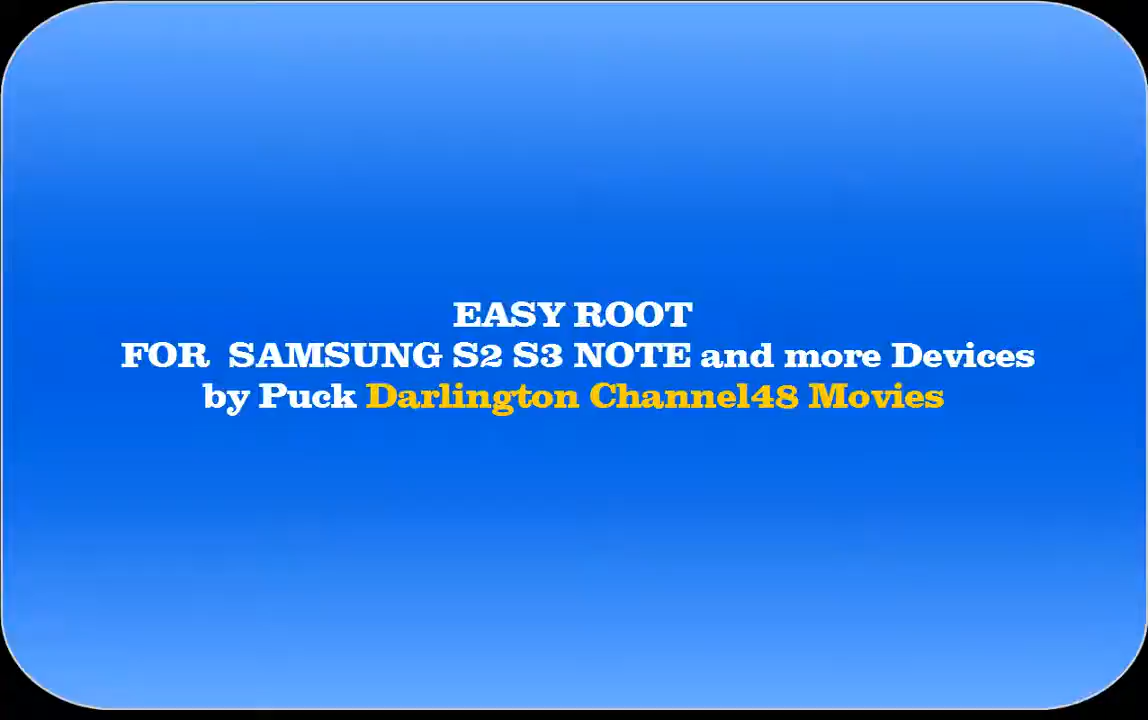 EASY ROOT
FOR SAMSUNG S2 S3 NOTE and more Devices
by Puck Darlington Channel48 Movies